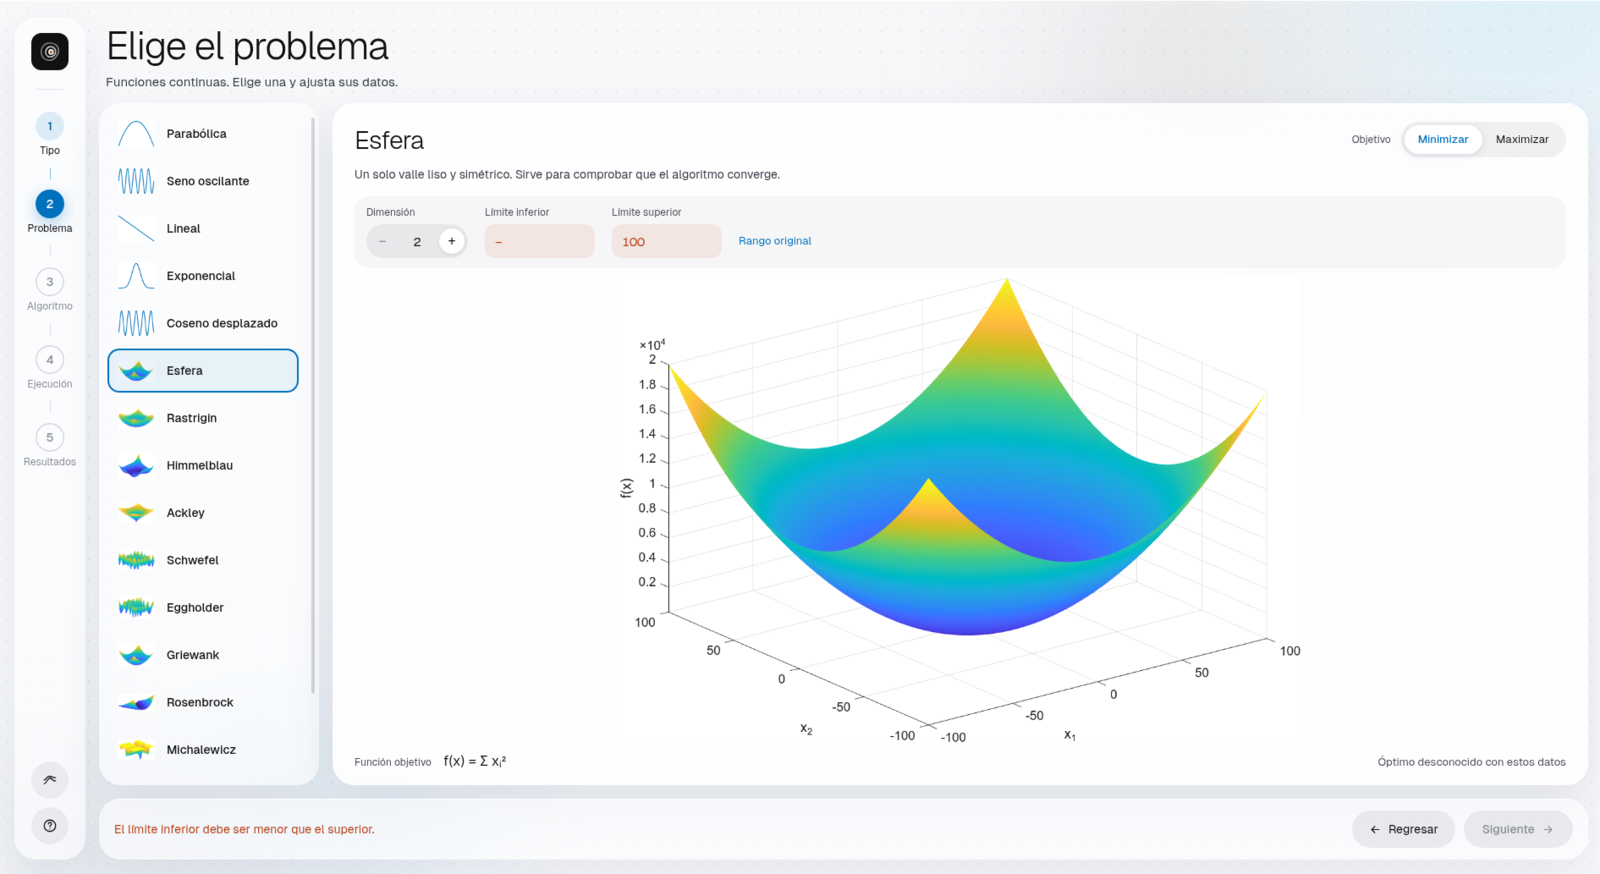 Elige el problema
Funciones continuas. Elige una y ajusta sus datos.
1
Tipo
2
Problema
3
Algoritmo
4
Ejecución
5
Resultados
Parabólica
Seno oscilante
Lineal
Exponencial
Coseno desplazado
Esfera
Rastrigin
Himmelblau
Ackley
Schwefel
Eggholder
Griewank
Rosenbrock
Michalewicz
Esfera
Objetivo Minimizar Maximizar
Un solo valle liso y simétrico. Sirve para comprobar que el algoritmo converge.
Dimensión Límite inferior Límite superior
− 2 + – 100 Rango original
×10⁴
2
1.8
1.6
1.4
1.2
1
0.8
0.6
0.4
0.2
f(x)
100
50
0
-50
-100
x₂
-100
-50
0
50
100
x₁
Función objetivo f(x) = Σ xᵢ²
Óptimo desconocido con estos datos
El límite inferior debe ser menor que el superior.
← Regresar
Siguiente →